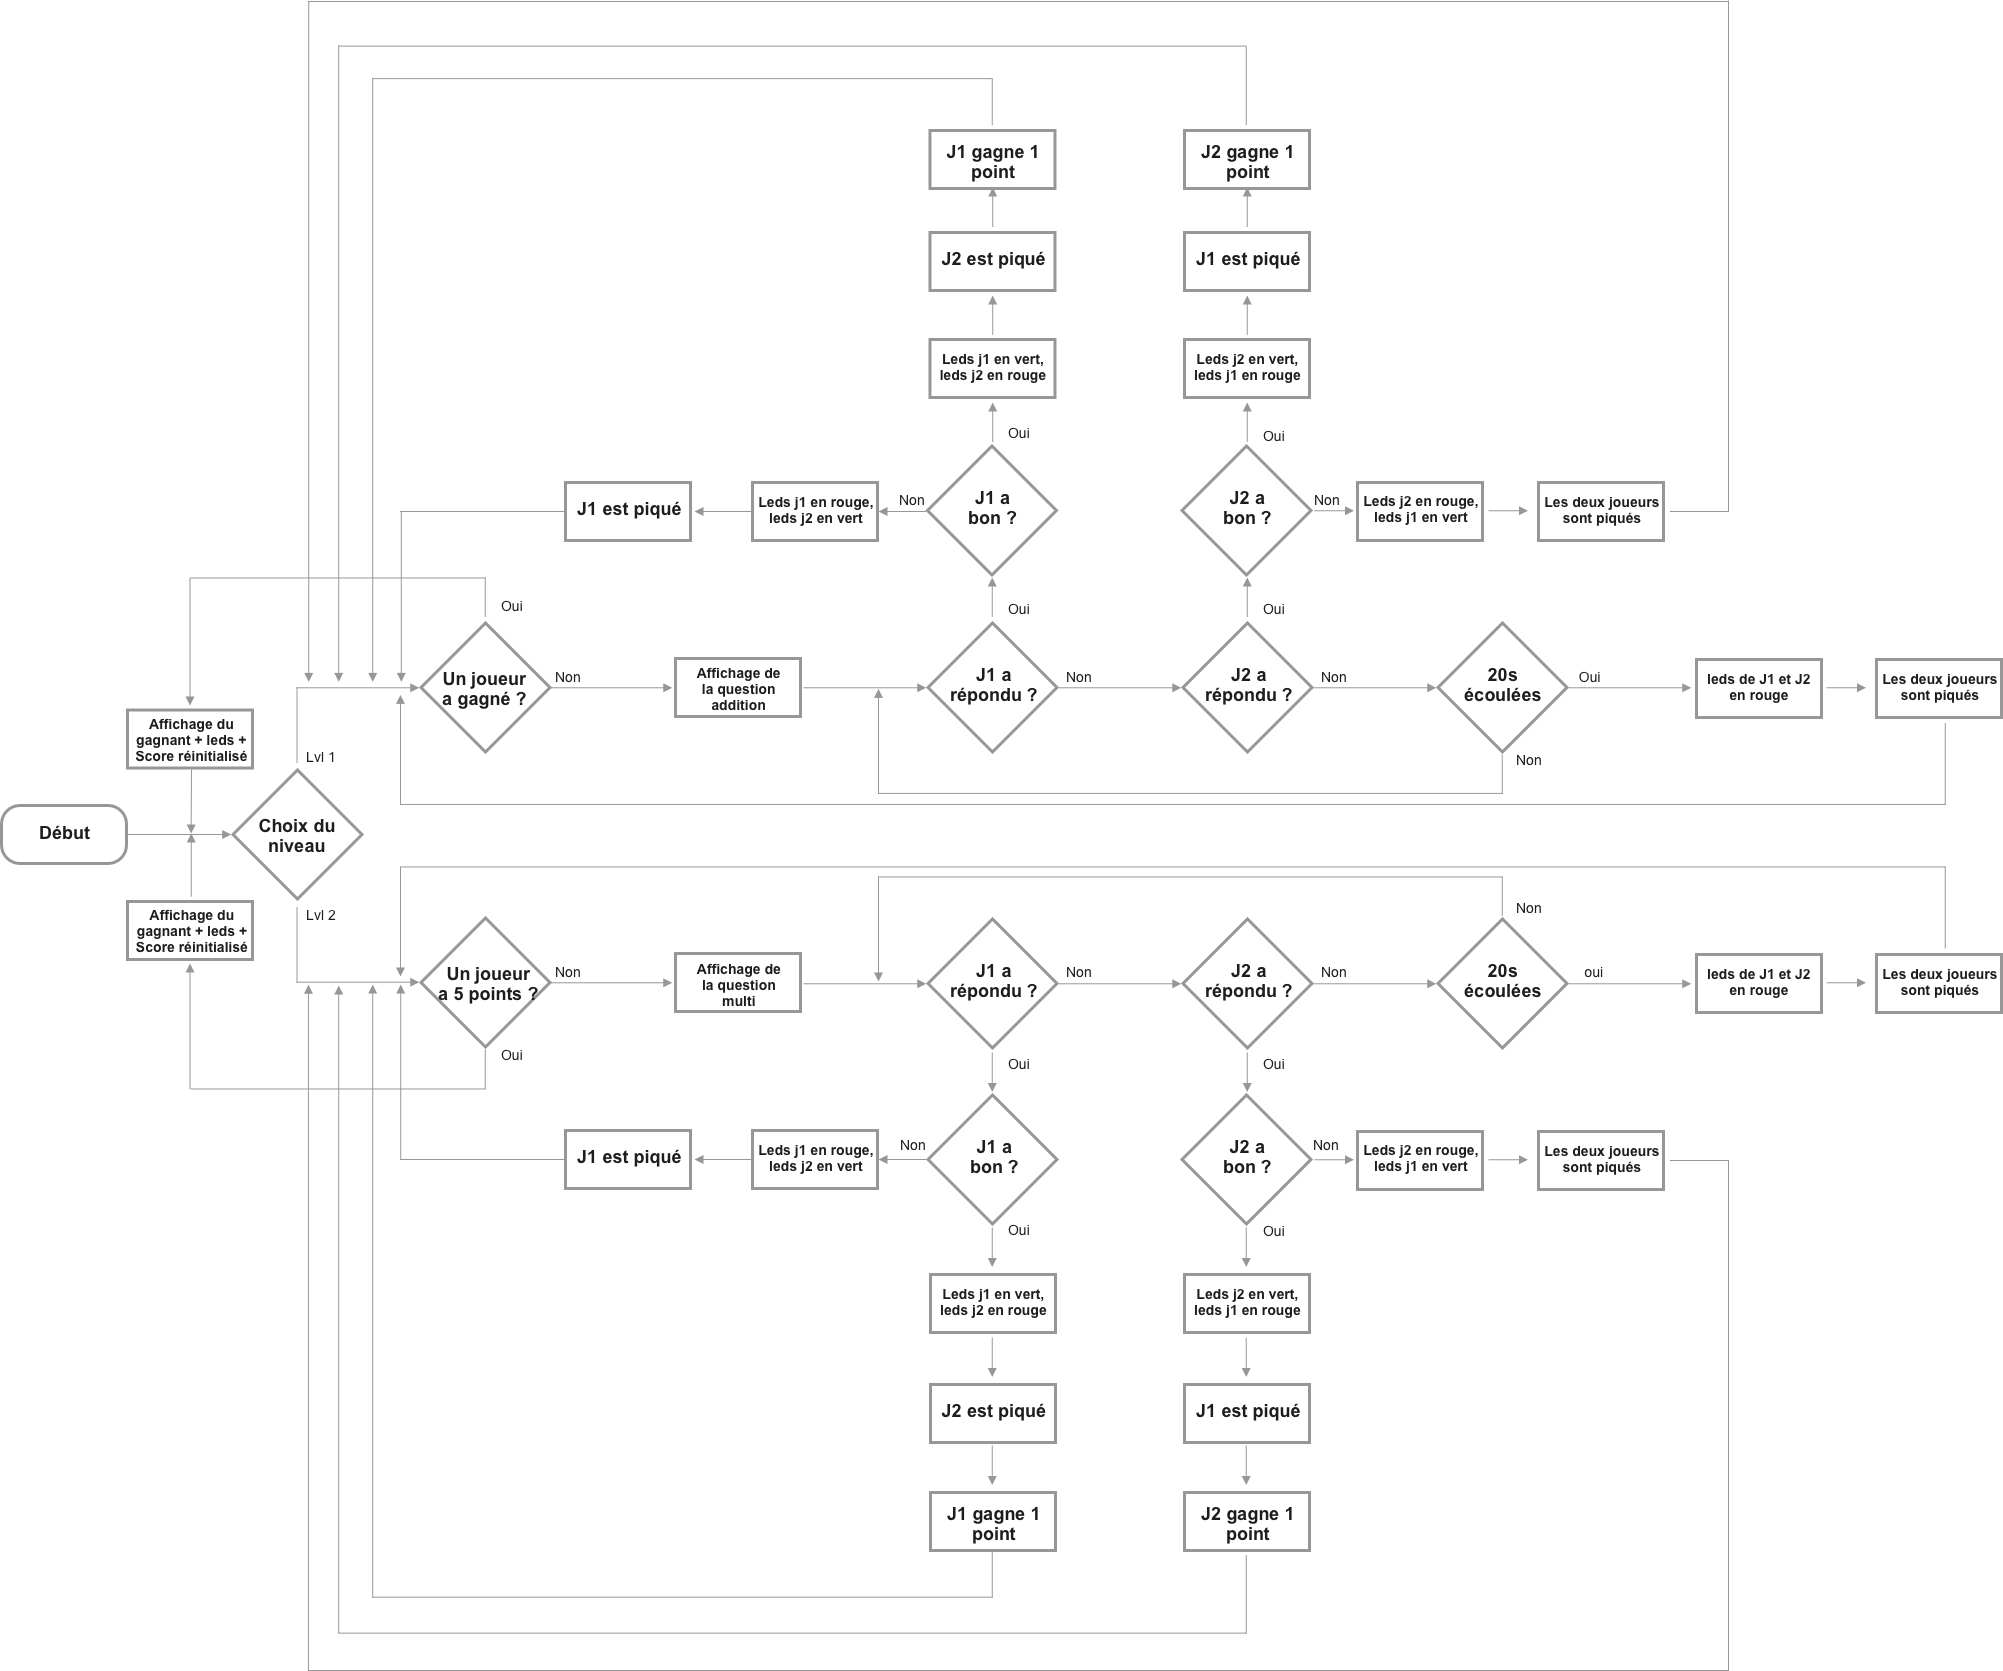 J1 gagne 1
point
J2 gagne 1
point
J2 est piqué
J1 est piqué
Leds j1 en vert,
leds j2 en rouge
Leds j2 en vert,
leds j1 en rouge
Oui
Oui
J1 est piqué
Leds j1 en rouge,
leds j2 en vert
Non
J1 a
bon ?
J2 a
bon ?
Non
Leds j2 en rouge,
leds j1 en vert
Les deux joueurs
sont piqués
Oui
Oui
Oui
Un joueur
a gagné ?
Non
Affichage de
la question
addition
J1 a
répondu ?
Non
J2 a
répondu ?
Non
20s
écoulées
Oui
leds de J1 et J2
en rouge
Les deux joueurs
sont piqués
Affichage du
gagnant + leds +
Score réinitialisé
Lvl 1
Non
Début
Choix du
niveau
Affichage du
gagnant + leds +
Score réinitialisé
Lvl 2
Non
Un joueur
a 5 points ?
Non
Affichage de
la question
multi
J1 a
répondu ?
Non
J2 a
répondu ?
Non
20s
écoulées
oui
leds de J1 et J2
en rouge
Les deux joueurs
sont piqués
Oui
Oui
Oui
J1 est piqué
Leds j1 en rouge,
leds j2 en vert
Non
J1 a
bon ?
J2 a
bon ?
Non
Leds j2 en rouge,
leds j1 en vert
Les deux joueurs
sont piqués
Oui
Oui
Leds j1 en vert,
leds j2 en rouge
Leds j2 en vert,
leds j1 en rouge
J2 est piqué
J1 est piqué
J1 gagne 1
point
J2 gagne 1
point